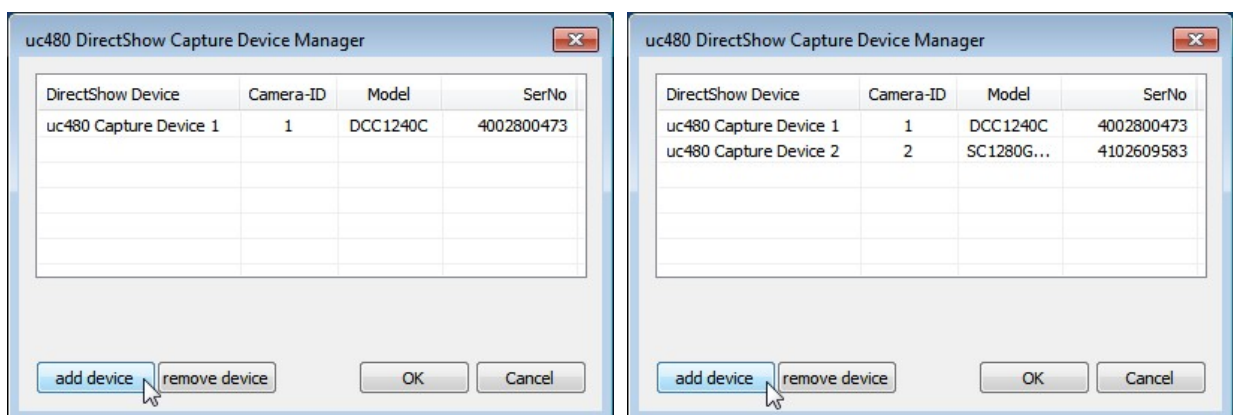 uc480 DirectShow Capture Device Manager
DirectShow Device Camera-ID Model SerNo
uc480 Capture Device 1 1 DCC1240C 4002800473
add device remove device OK Cancel
uc480 DirectShow Capture Device Manager
DirectShow Device Camera-ID Model SerNo
uc480 Capture Device 1 1 DCC1240C 4002800473
uc480 Capture Device 2 2 SC1280G... 4102609583
add device remove device OK Cancel